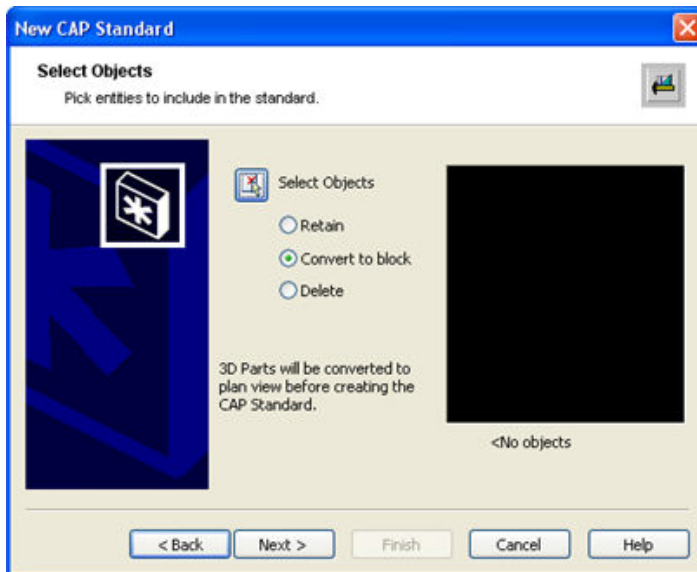 New CAP Standard
Select Objects
Pick entities to include in the standard.
Select Objects
Retain
Convert to block
Delete
3D Parts will be converted to
plan view before creating the
CAP Standard.
<No objects
< Back
Next >
Finish
Cancel
Help